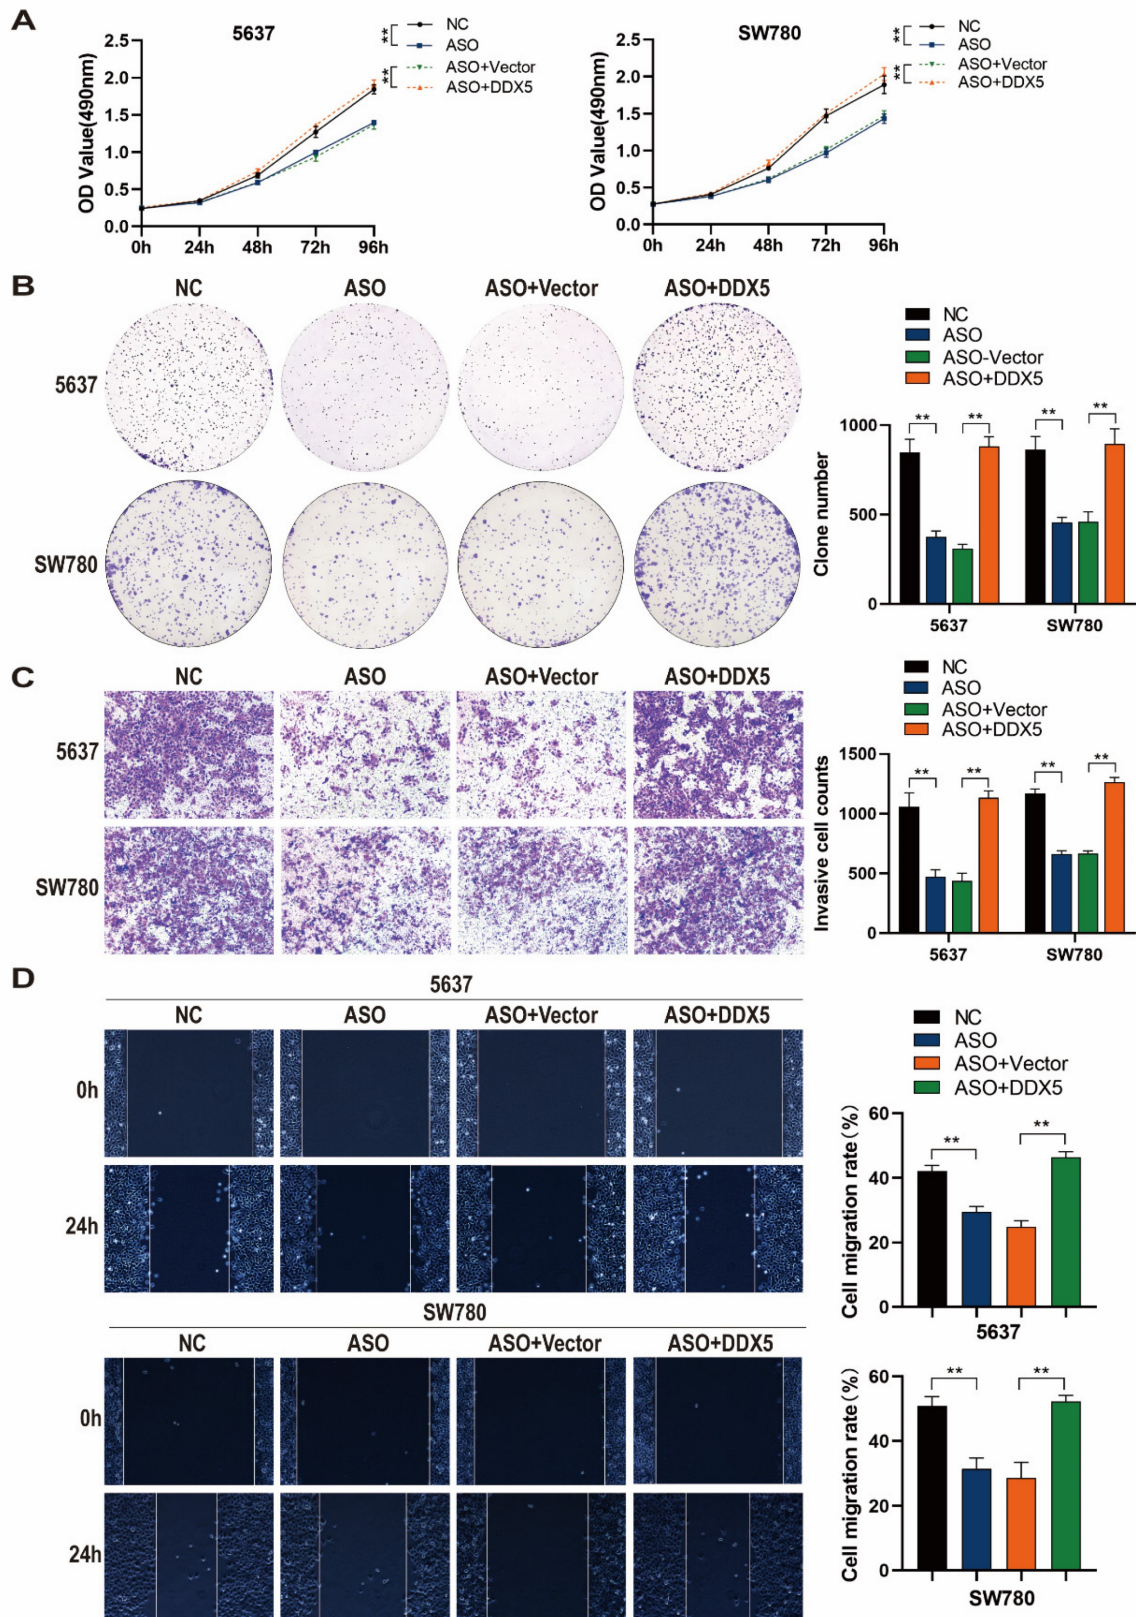 A
5637
OD Value(490nm)
2.5
2.0
1.5
1.0
0.5
0.0
0h 24h 48h 72h 96h
** NC
ASO
** ASO+Vector
ASO+DDX5
SW780
OD Value(490nm)
2.5
2.0
1.5
1.0
0.5
0.0
0h 24h 48h 72h 96h
** NC
ASO
** ASO+Vector
ASO+DDX5
B
NC ASO ASO+Vector ASO+DDX5
5637
SW780
NC
ASO
ASO-Vector
ASO+DDX5
Clone number
1000
500
0
** ** ** **
5637 SW780
C
NC ASO ASO+Vector ASO+DDX5
5637
SW780
NC
ASO
ASO+Vector
ASO+DDX5
Invasive cell counts
1500
1000
500
0
** ** ** **
5637 SW780
D
5637
NC ASO ASO+Vector ASO+DDX5
0h
24h
SW780
NC ASO ASO+Vector ASO+DDX5
0h
24h
NC
ASO
ASO+Vector
ASO+DDX5
Cell migration rate(%)
60
40
20
0
** **
5637
Cell migration rate(%)
60
40
20
0
** **
SW780